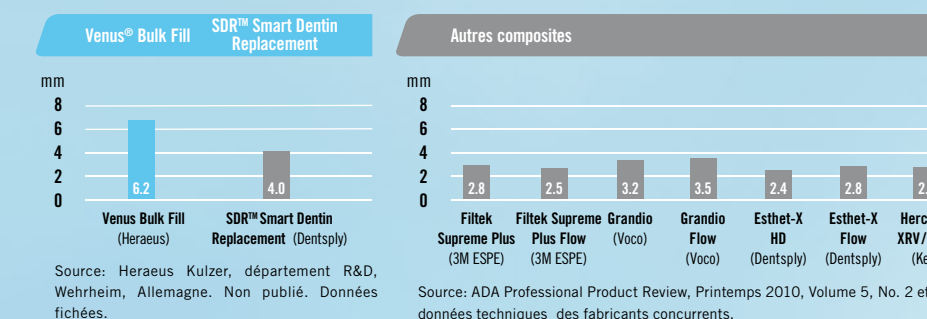 Venus® Bulk Fill
SDR™ Smart Dentin
Replacement
mm
8
6
4
2
0
6.2
4.0
Venus Bulk Fill
(Heraeus)
SDR™ Smart Dentin
Replacement (Dentsply)
Source: Heraeus Kulzer, département R&D,
Wehrheim, Allemagne. Non publié. Données
fichées.
Autres composites
mm
8
6
4
2
0
2.8
2.5
3.2
3.5
2.4
2.8
Filtek
Supreme Plus
(3M ESPE)
Filtek Supreme
Plus Flow
(3M ESPE)
Grandio
(Voco)
Grandio
Flow
(Voco)
Esthet-X
HD
(Dentsply)
Esthet-X
Flow
(Dentsply)
XRV/
Source: ADA Professional Product Review, Printemps 2010, Volume 5, No. 2 et
données techniques des fabricants concurrents.